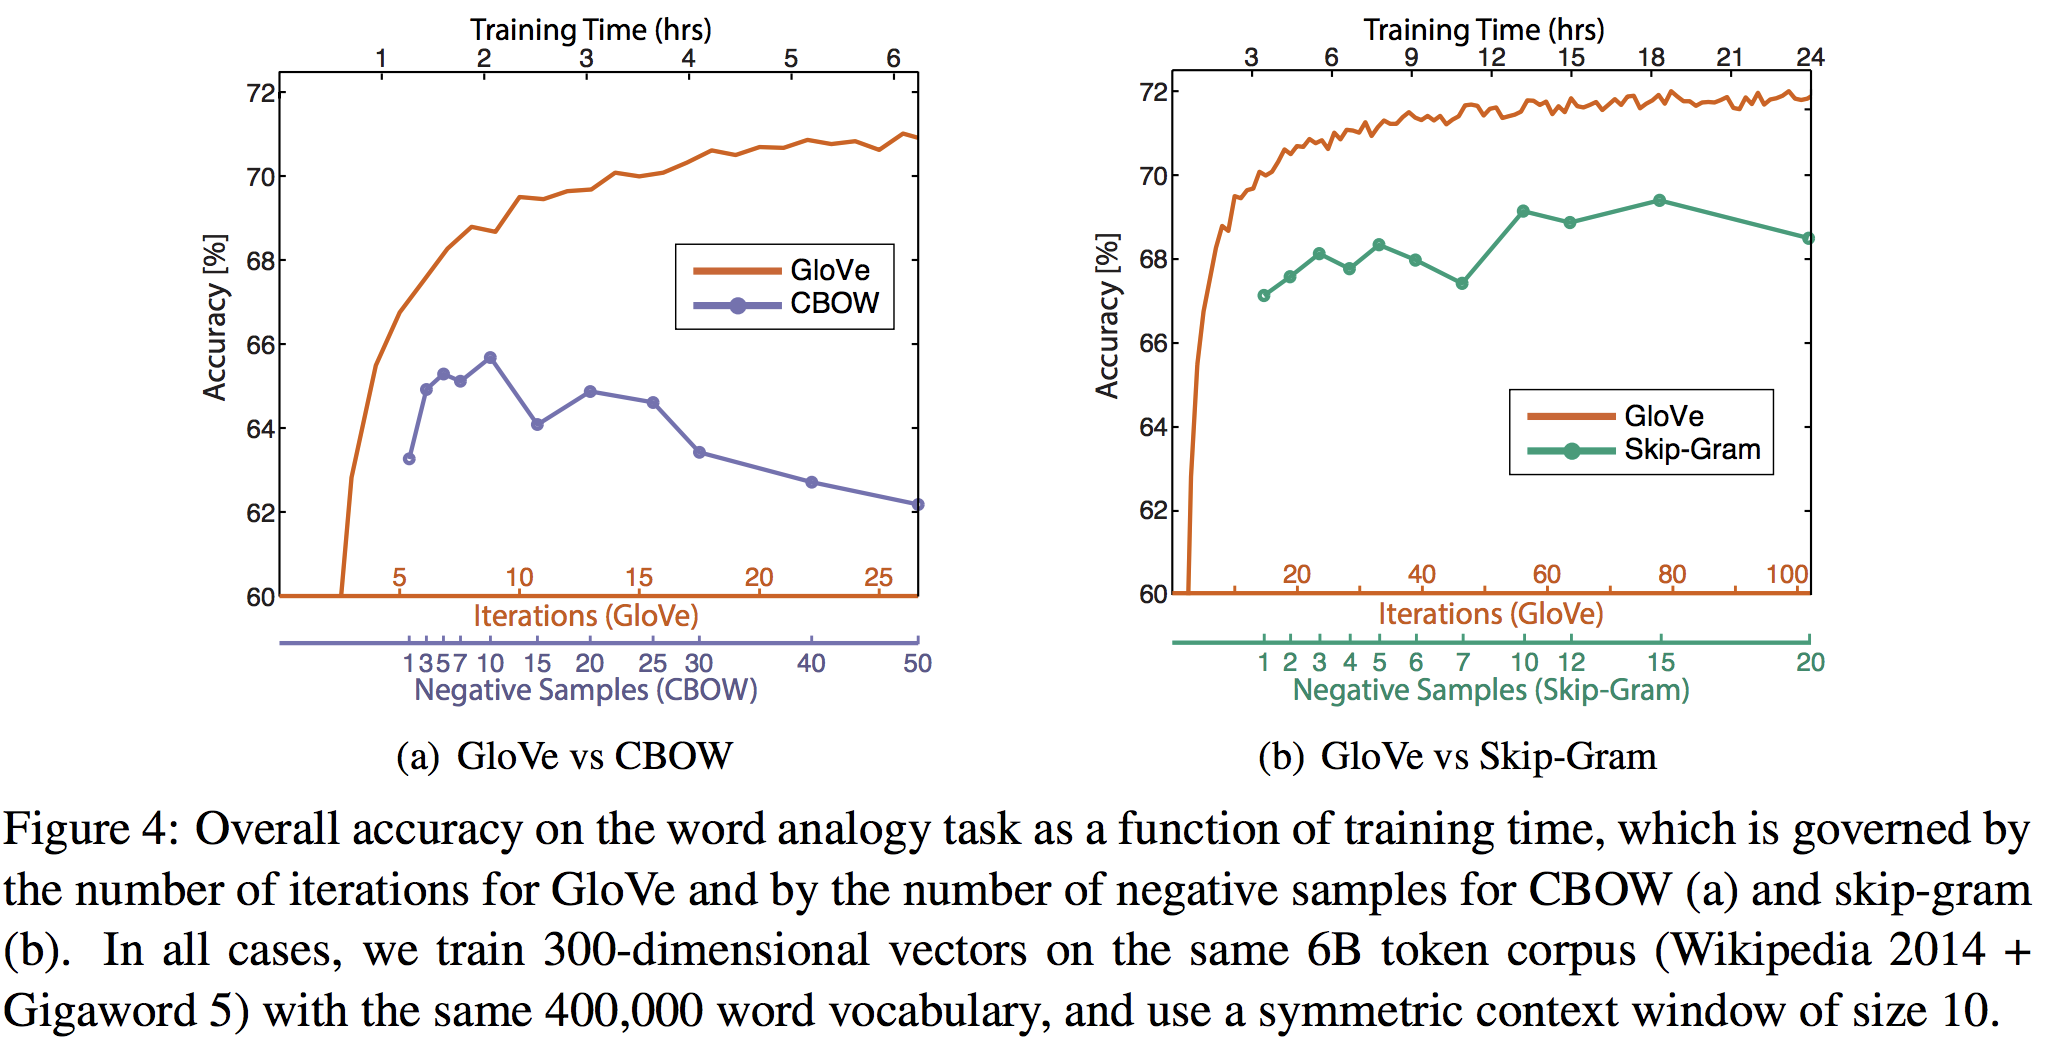 Training Time (hrs)
1 2 3 4 5 6
72
70
68
66
64
62
60
Accuracy [%]
GloVe
CBOW
5 10 15 20 25
Iterations (GloVe)
1 3 5 7 10 15 20 25 30 40 50
Negative Samples (CBOW)
(a) GloVe vs CBOW
Training Time (hrs)
3 6 9 12 15 18 21 24
72
70
68
66
64
62
60
Accuracy [%]
GloVe
Skip-Gram
20 40 60 80 100
Iterations (GloVe)
1 2 3 4 5 6 7 10 12 15 20
Negative Samples (Skip-Gram)
(b) GloVe vs Skip-Gram
Figure 4: Overall accuracy on the word analogy task as a function of training time, which is governed by
the number of iterations for GloVe and by the number of negative samples for CBOW (a) and skip-gram
(b). In all cases, we train 300-dimensional vectors on the same 6B token corpus (Wikipedia 2014 +
Gigaword 5) with the same 400,000 word vocabulary, and use a symmetric context window of size 10.